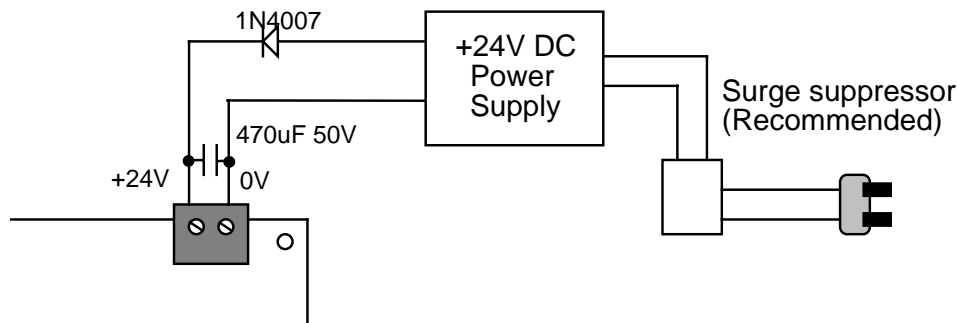 1N4007
+24V DC
Power
Supply
Surge suppressor
(Recommended)
470uF 50V
+24V
0V